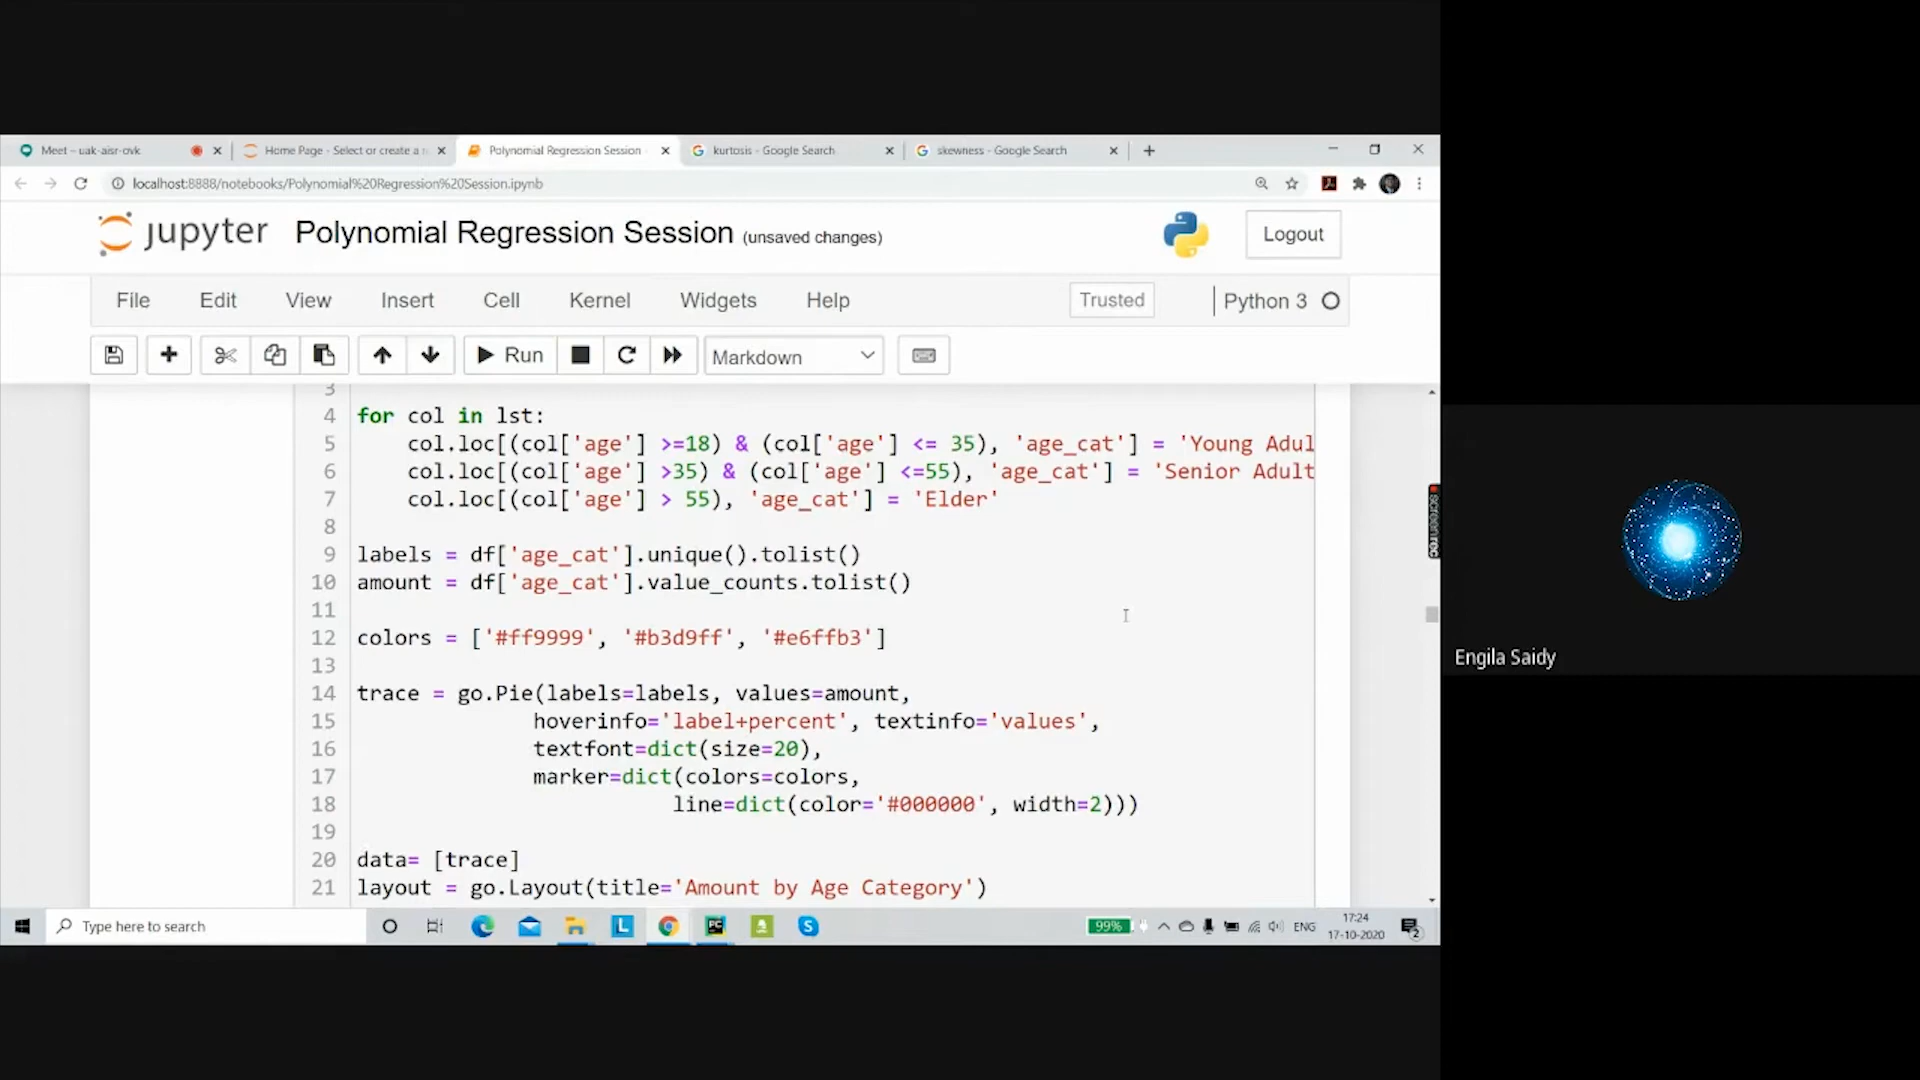 Meet – uak-aisr-ovk
Home Page - Select or create a n
Polynomial Regression Session
kurtosis - Google Search
skewness - Google Search
localhost:8888/notebooks/Polynomial%20Regression%20Session.ipynb
jupyter Polynomial Regression Session (unsaved changes)
Logout
File Edit View Insert Cell Kernel Widgets Help
Trusted
Python 3
Run
Markdown
3
4 for col in lst:
5 col.loc[(col['age'] >=18) & (col['age'] <= 35), 'age_cat'] = 'Young Adul
6 col.loc[(col['age'] >35) & (col['age'] <=55), 'age_cat'] = 'Senior Adult
7 col.loc[(col['age'] > 55), 'age_cat'] = 'Elder'
8
9 labels = df['age_cat'].unique().tolist()
10 amount = df['age_cat'].value_counts.tolist()
11
12 colors = ['#ff9999', '#b3d9ff', '#e6ffb3']
13
14 trace = go.Pie(labels=labels, values=amount,
15 hoverinfo='label+percent', textinfo='values',
16 textfont=dict(size=20),
17 marker=dict(colors=colors,
18 line=dict(color='#000000', width=2)))
19
20 data= [trace]
21 layout = go.Layout(title='Amount by Age Category')
screenrec
Engila Saidy
Type here to search
99%
ENG
17:24
17-10-2020
2